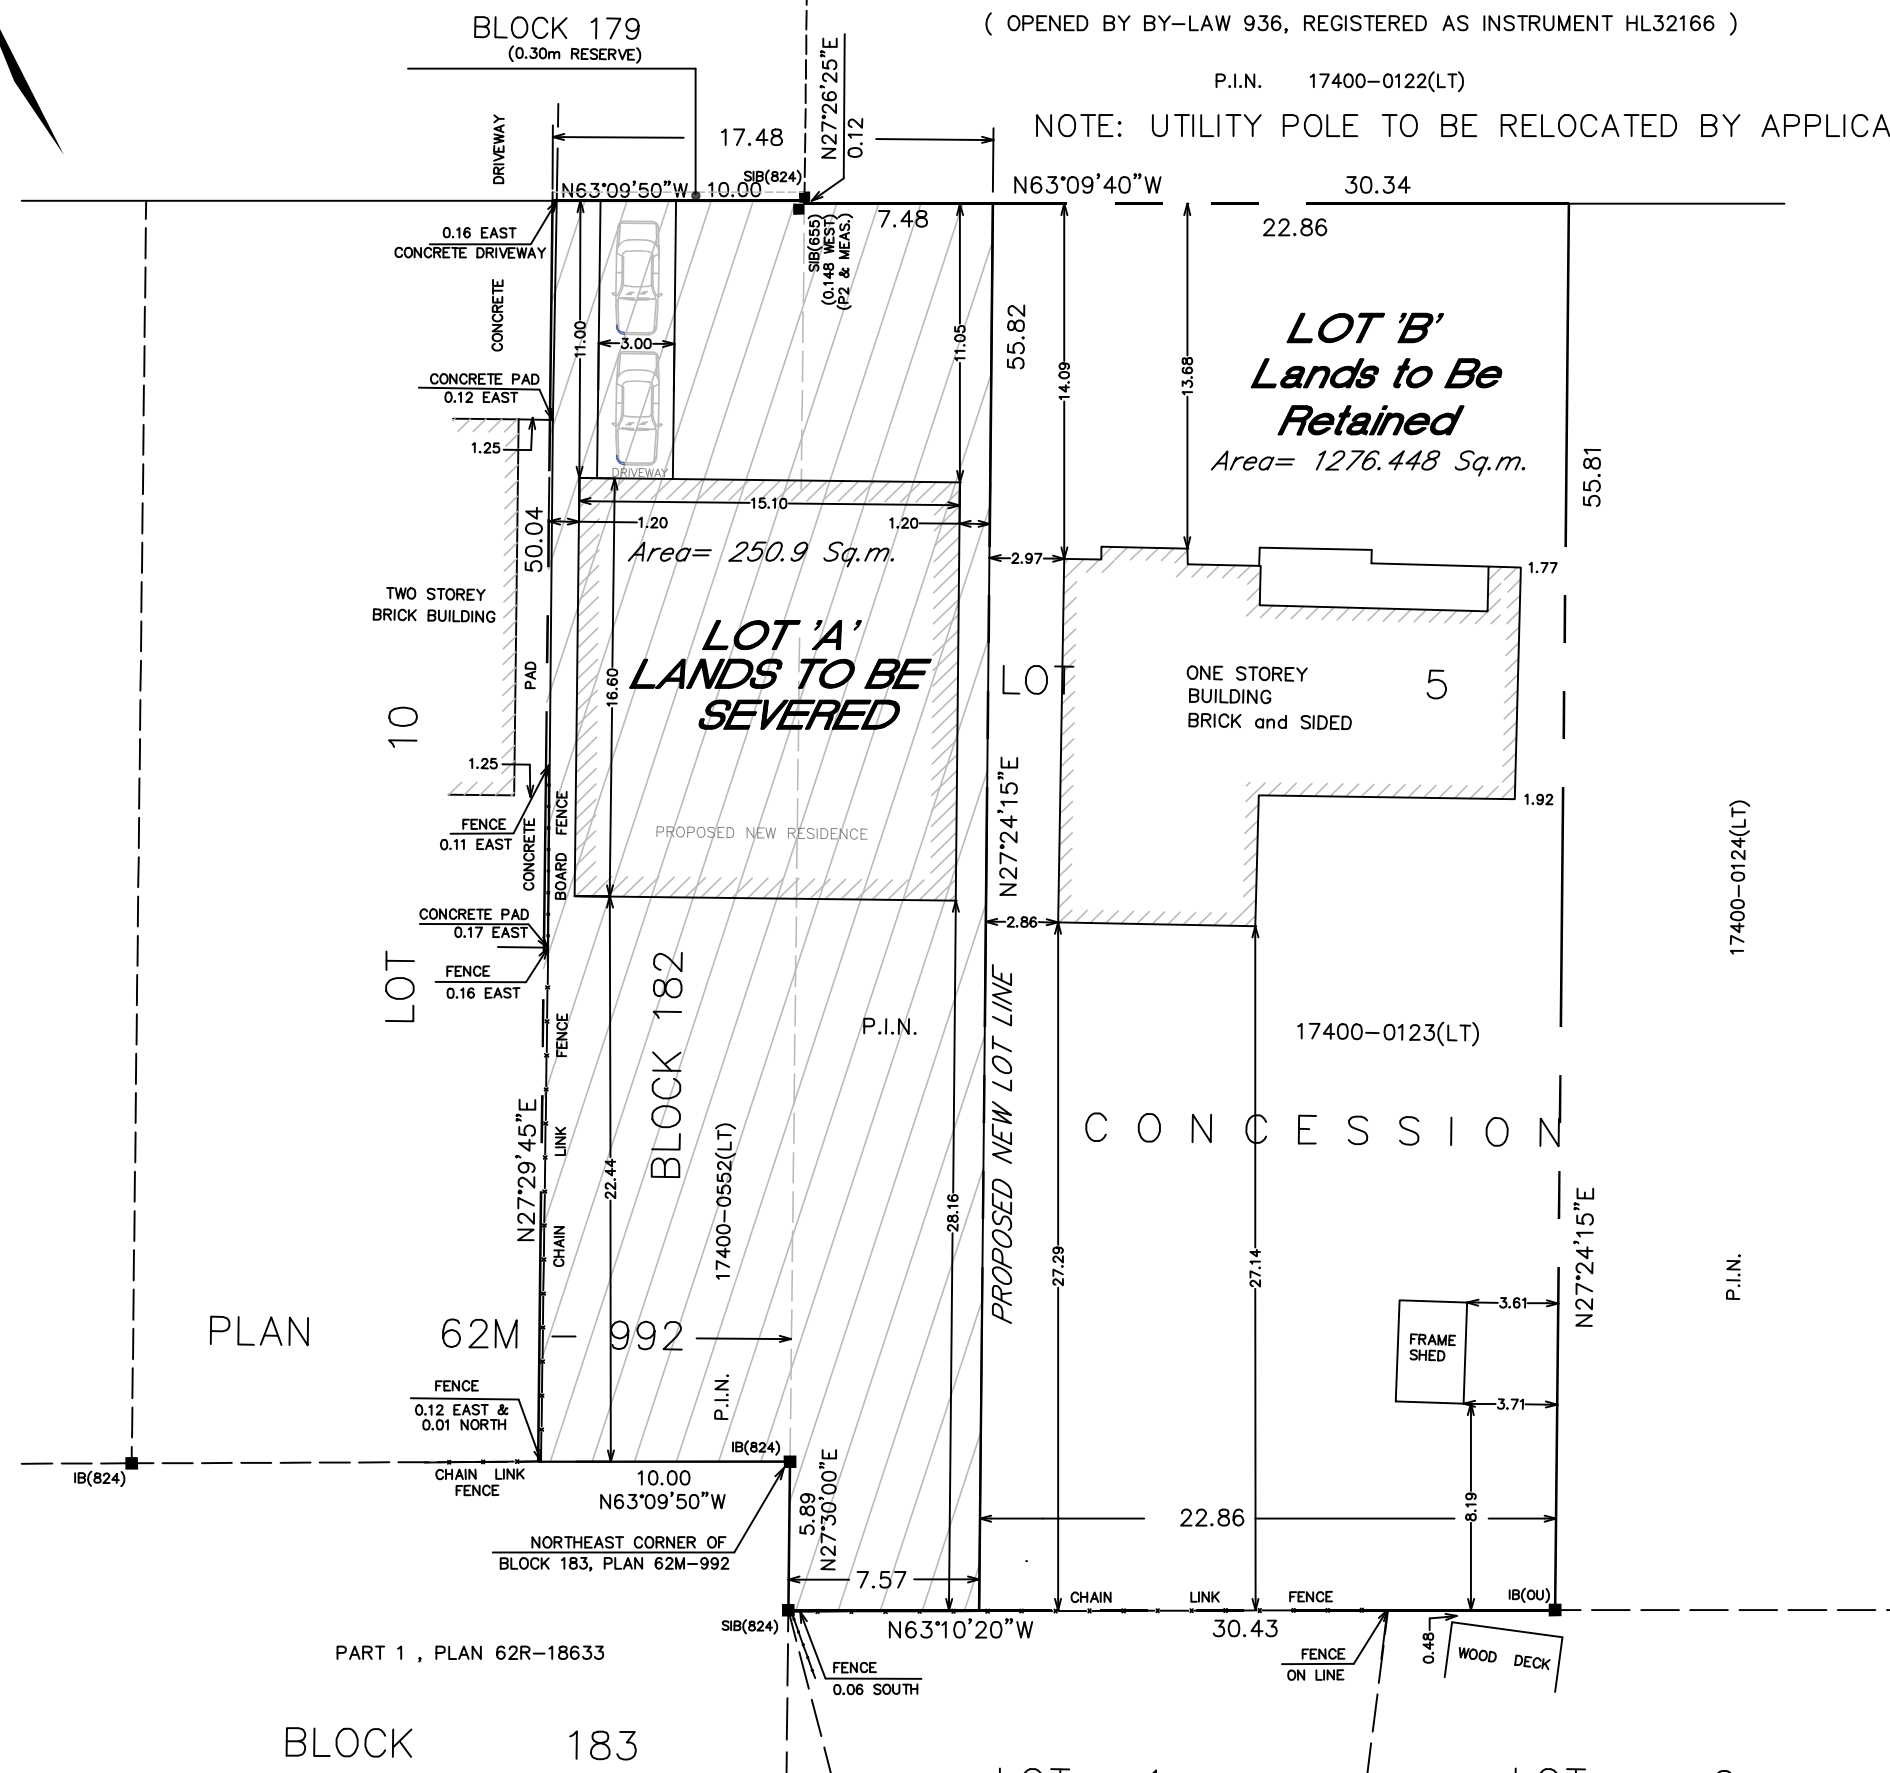 BLOCK 179
(0.30m RESERVE)
( OPENED BY BY-LAW 936, REGISTERED AS INSTRUMENT HL32166 )
P.I.N. 17400-0122(LT)
NOTE: UTILITY POLE TO BE RELOCATED BY APPLICA
N27°26'25"E
0.12
17.48
DRIVEWAY
SIB(824)
N63°09'50"W 10.00
N63°09'40"W
30.34
7.48
22.86
SIB(655)
(0.148 WEST)
(P2 & MEAS.)
0.16 EAST
CONCRETE DRIVEWAY
CONCRETE
11.00
3.00
11.05
55.82
14.09
13.68
LOT 'B'
Lands to Be
Retained
Area= 1276.448 Sq.m.
55.81
CONCRETE PAD
0.12 EAST
1.25
DRIVEWAY
15.10
1.20
1.20
50.04
Area= 250.9 Sq.m.
2.97
1.77
TWO STOREY
BRICK BUILDING
PAD
LOT 'A'
LANDS TO BE
SEVERED
16.60
LOT
5
ONE STOREY
BUILDING
BRICK and SIDED
10
1.25
N27°24'15"E
1.92
FENCE
0.11 EAST
CONCRETE
BOARD FENCE
PROPOSED NEW RESIDENCE
17400-0124(LT)
CONCRETE PAD
0.17 EAST
2.86
LOT
FENCE
0.16 EAST
FENCE
BLOCK 182
P.I.N.
PROPOSED NEW LOT LINE
17400-0123(LT)
CONCESSION
N27°29'45"E
LINK
CHAIN
22.44
17400-0552(LT)
28.16
27.29
27.14
N27°24'15"E
P.I.N.
PLAN 62M - 992
3.61
FRAME
SHED
3.71
FENCE
0.12 EAST &
0.01 NORTH
P.I.N.
IB(824)
IB(824)
CHAIN LINK
FENCE
10.00
N63°09'50"W
5.89
N27°30'00"E
8.19
22.86
NORTHEAST CORNER OF
BLOCK 183, PLAN 62M-992
7.57
CHAIN LINK FENCE
IB(OU)
SIB(824)
N63°10'20"W
30.43
PART 1 , PLAN 62R-18633
FENCE
0.06 SOUTH
FENCE
ON LINE
0.48
WOOD DECK
BLOCK 183